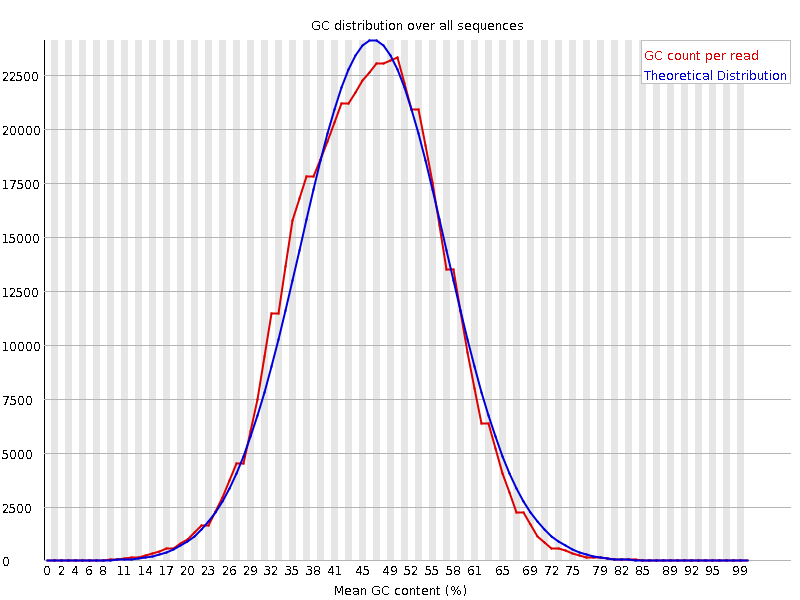 GC distribution over all sequences
GC count per read
Theoretical Distribution
22500
20000
17500
15000
12500
10000
7500
5000
2500
0
0 2 4 6 8 11 14 17 20 23 26 29 32 35 38 41 45 49 52 55 58 61 65 69 72 75 79 82 85 89 92 95 99
Mean GC content (%)